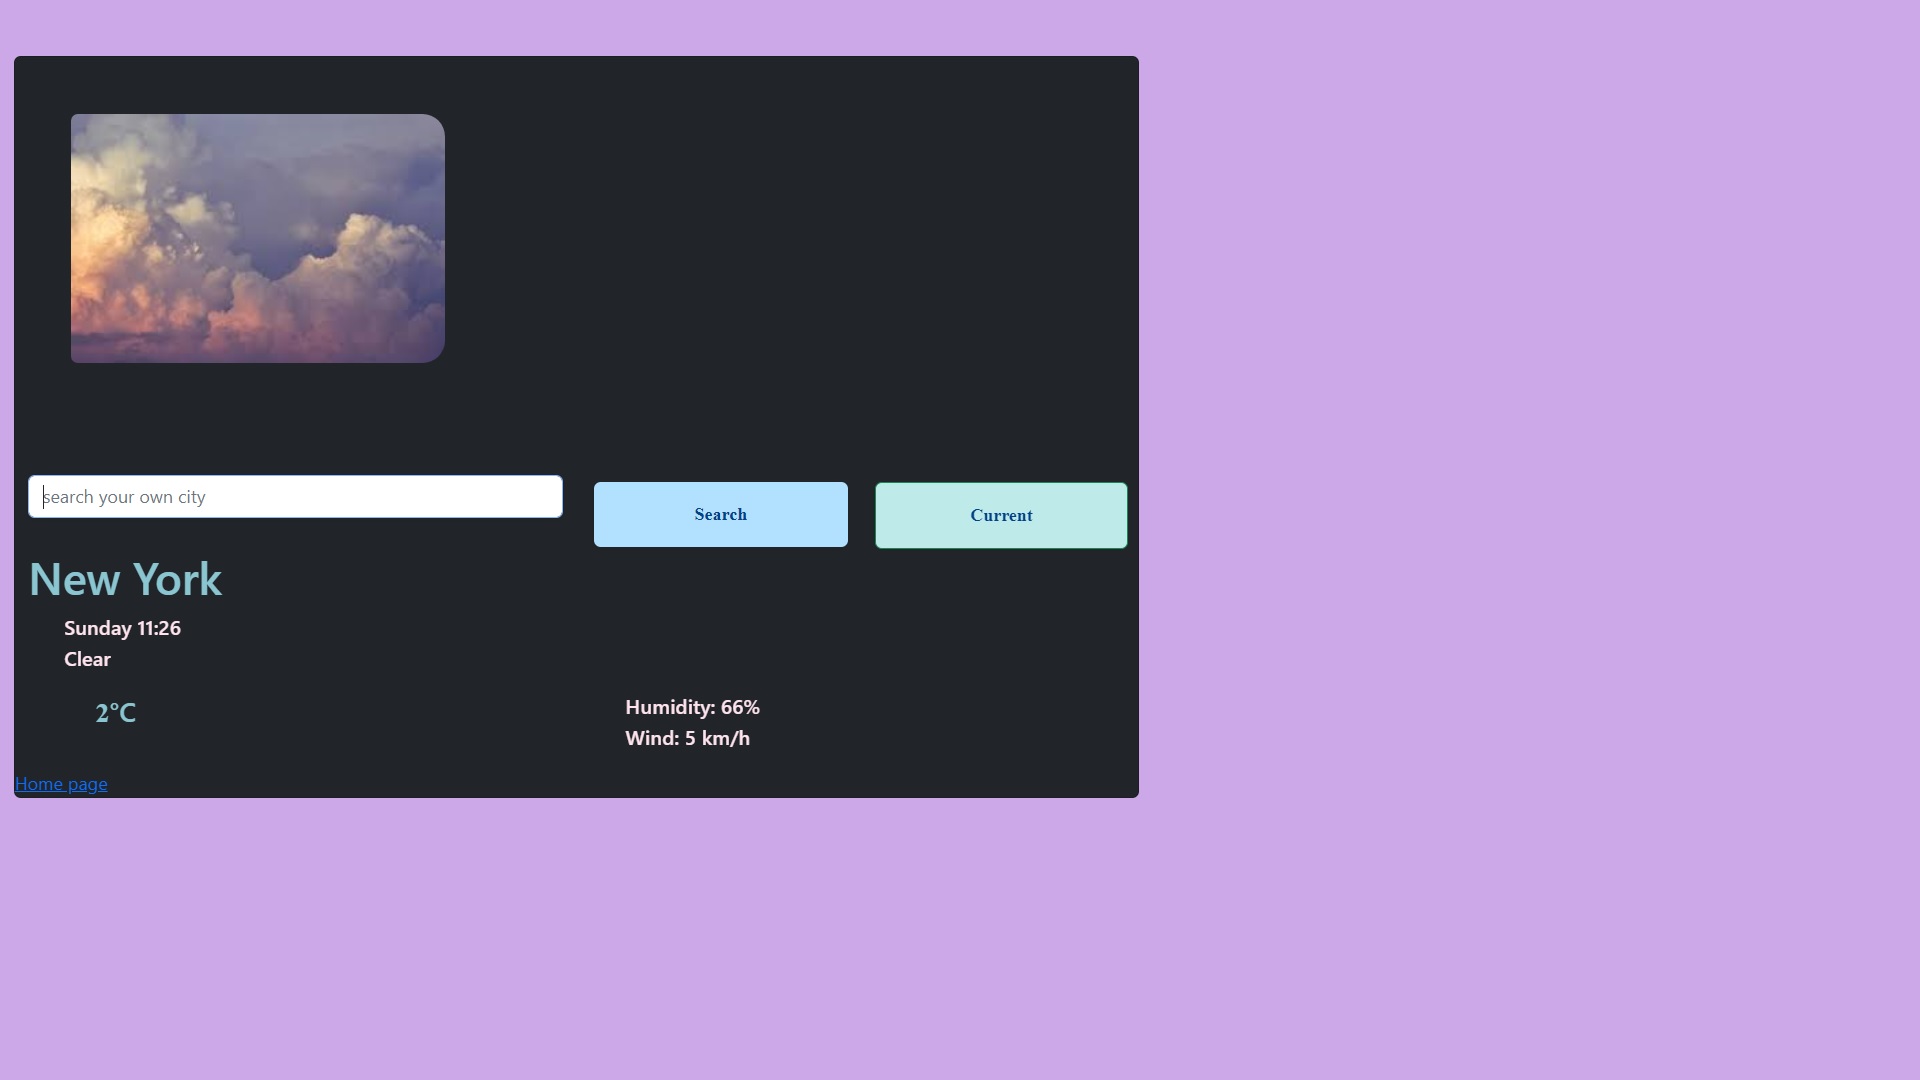 search your own city
Search
Current
New York
Sunday 11:26
Clear
2°C
Humidity: 66%
Wind: 5 km/h
Home page